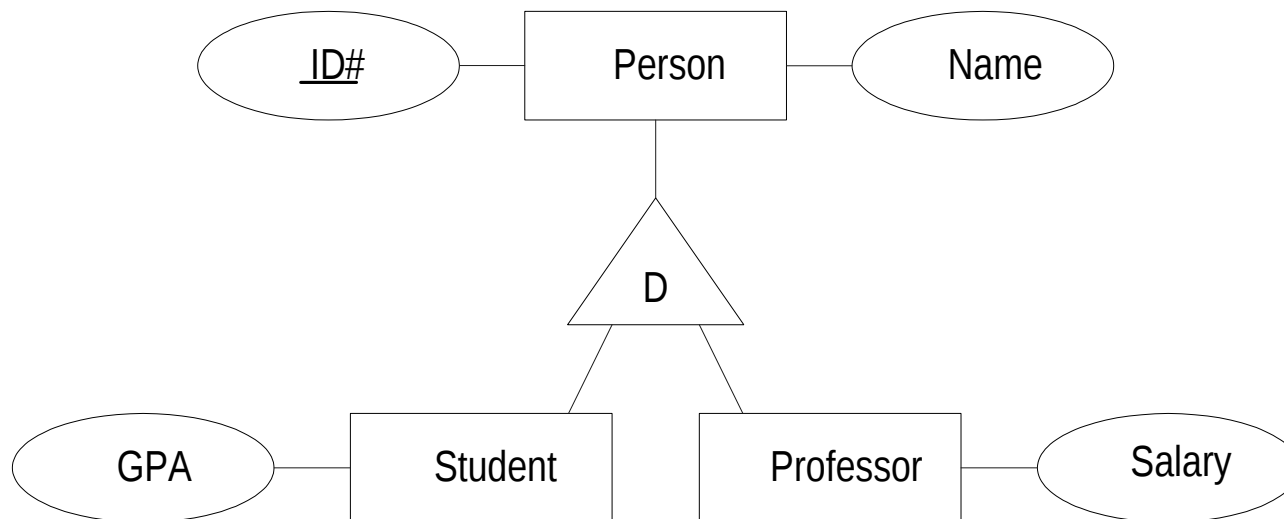 ID#
Person
Name
D
GPA
Student
Professor
Salary